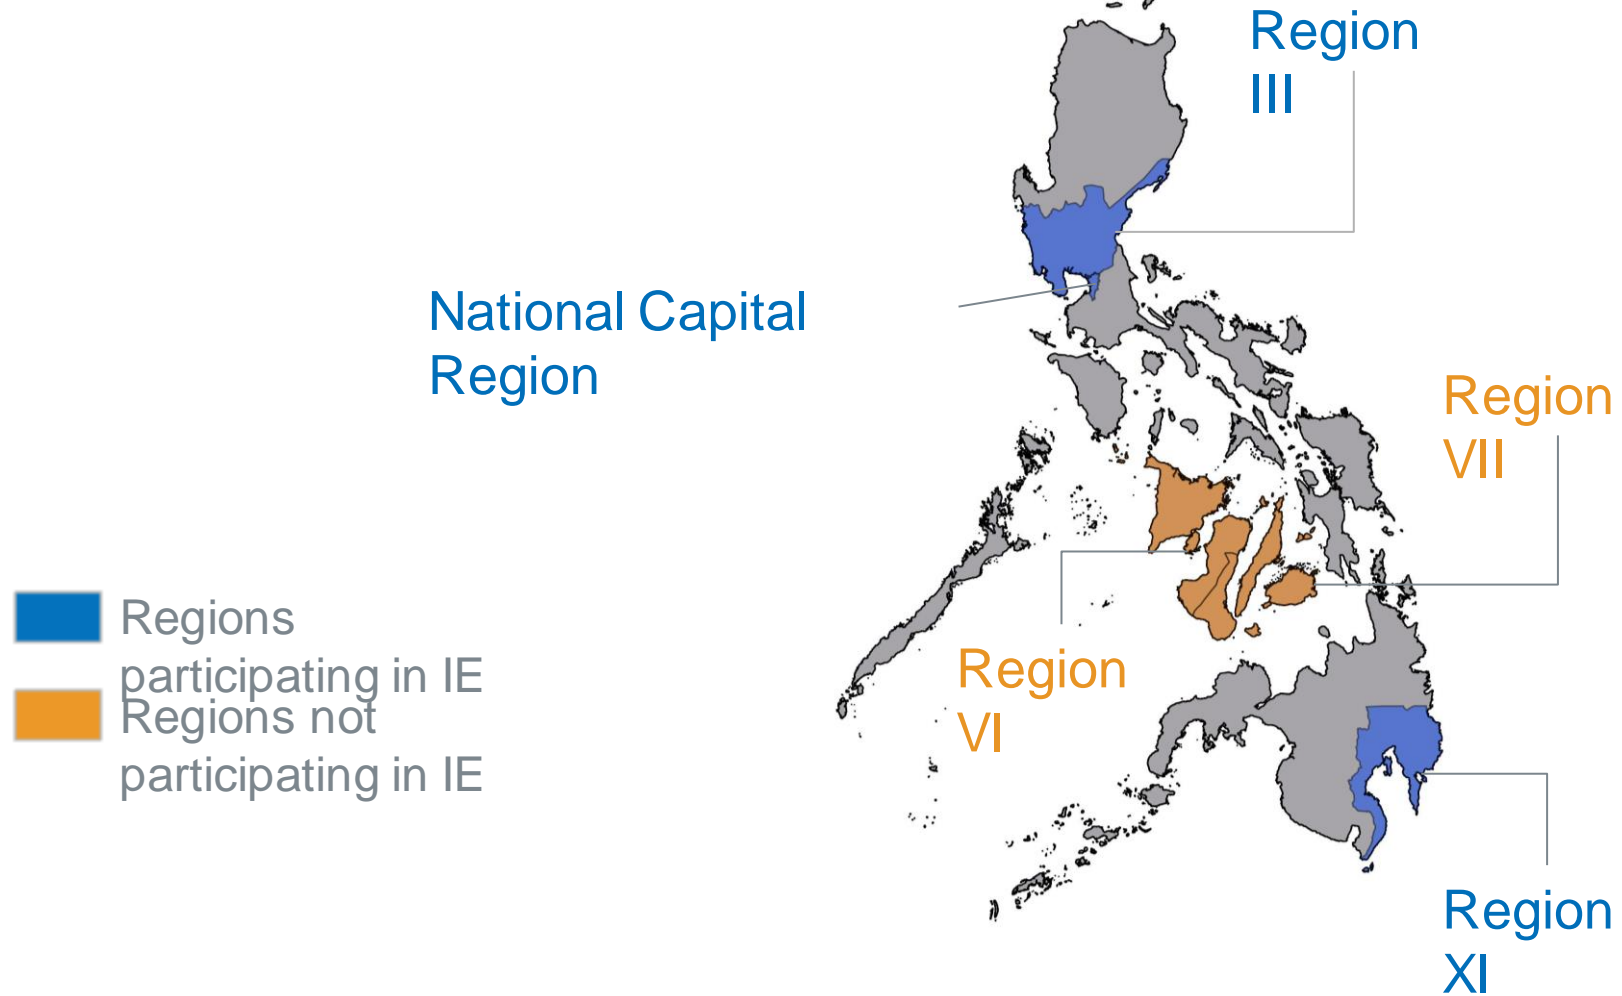 Region
III
National Capital
Region
Region
VII
Regions
participating in IE
Regions not
participating in IE
Region
VI
Region
XI